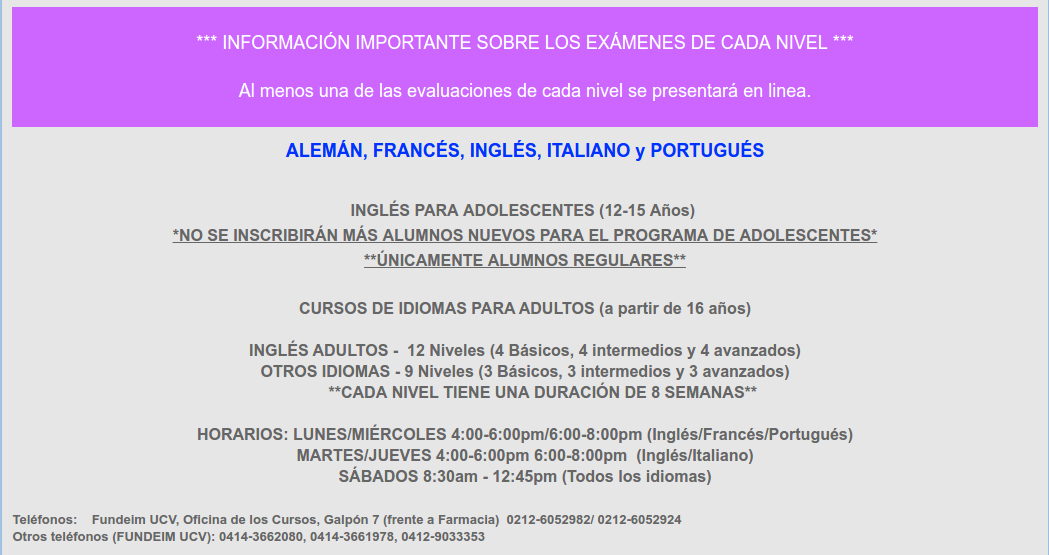 *** INFORMACIÓN IMPORTANTE SOBRE LOS EXÁMENES DE CADA NIVEL ***
Al menos una de las evaluaciones de cada nivel se presentará en linea.
ALEMÁN, FRANCÉS, INGLÉS, ITALIANO y PORTUGUÉS
INGLÉS PARA ADOLESCENTES (12-15 Años)
*NO SE INSCRIBIRÁN MÁS ALUMNOS NUEVOS PARA EL PROGRAMA DE ADOLESCENTES*
**ÚNICAMENTE ALUMNOS REGULARES**
CURSOS DE IDIOMAS PARA ADULTOS (a partir de 16 años)
INGLÉS ADULTOS - 12 Niveles (4 Básicos, 4 intermedios y 4 avanzados)
OTROS IDIOMAS - 9 Niveles (3 Básicos, 3 intermedios y 3 avanzados)
**CADA NIVEL TIENE UNA DURACIÓN DE 8 SEMANAS**
HORARIOS: LUNES/MIÉRCOLES 4:00-6:00pm/6:00-8:00pm (Inglés/Francés/Portugués)
MARTES/JUEVES 4:00-6:00pm 6:00-8:00pm (Inglés/Italiano)
SÁBADOS 8:30am - 12:45pm (Todos los idiomas)
Teléfonos: Fundeim UCV, Oficina de los Cursos, Galpón 7 (frente a Farmacia) 0212-6052982/ 0212-6052924
Otros teléfonos (FUNDEIM UCV): 0414-3662080, 0414-3661978, 0412-9033353